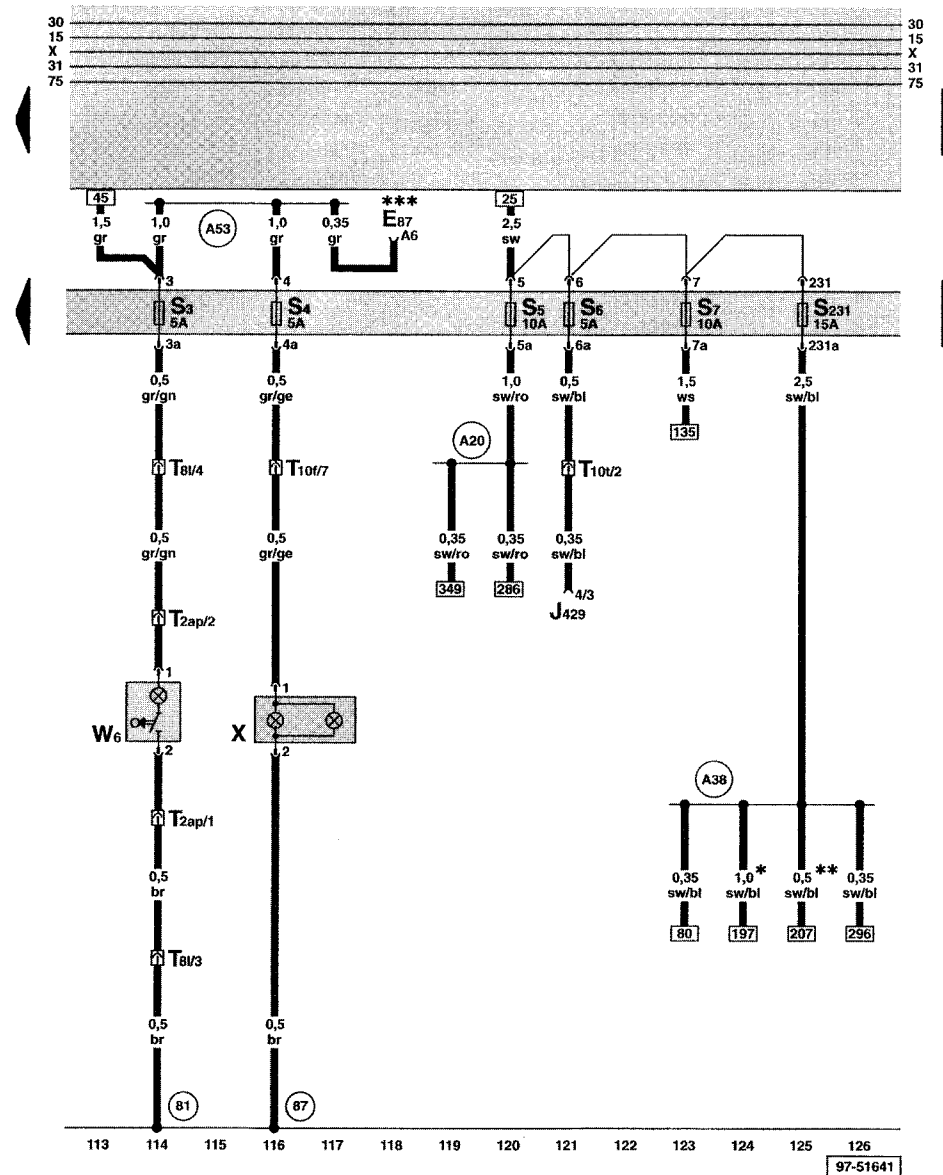 30 30
15 15
X X
31 31
75 75
45 *** 25
1,5 1,0 A53 1,0 0,35 E87 2,5
gr gr gr gr A6 sw
3 4 5 6 7 231
S3 S4 S5 S6 S7 S231
5A 5A 10A 5A 10A 15A
3a 4a 5a 6a 7a 231a
0,5 0,5 1,0 0,5 1,5 2,5
gr/gn gr/ge sw/ro sw/bl ws sw/bl
135
A20
T8l/4 T10f/7 T10t/2
0,5 0,5 0,35 0,35 0,35
gr/gn gr/ge sw/ro sw/ro sw/bl
349 286 4/3
J429
T2ap/2
1 1
W6 X
2 2
A38
T2ap/1
0,5 0,35 1,0 * 0,5 ** 0,35
br sw/bl sw/bl sw/bl sw/bl
80 197 207 296
T8l/3
0,5 0,5
br br
81 87
113 114 115 116 117 118 119 120 121 122 123 124 125 126
97-51641